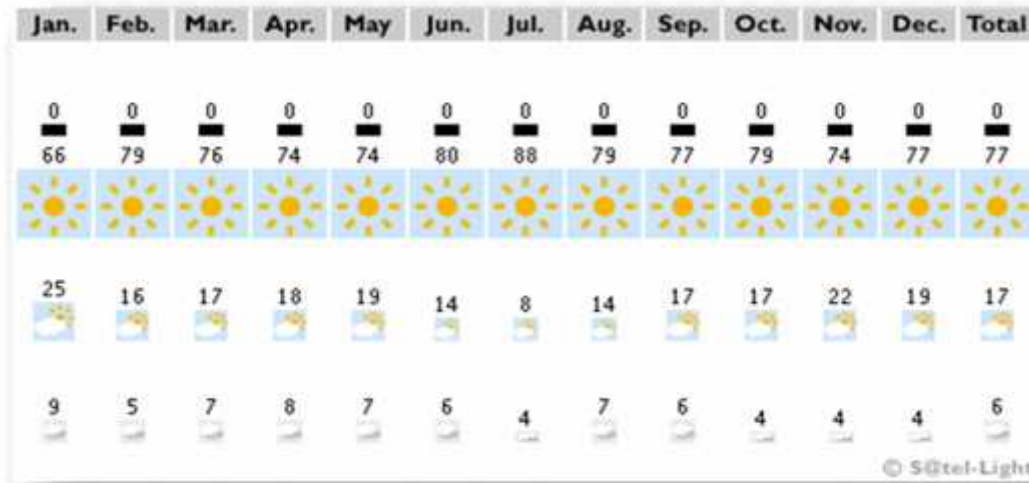 Jan. Feb. Mar. Apr. May Jun. Jul. Aug. Sep. Oct. Nov. Dec. Total
0 0 0 0 0 0 0 0 0 0 0 0 0
66 79 76 74 74 80 88 79 77 79 74 77 77
25 16 17 18 19 14 8 14 17 17 22 19 17
9 5 7 8 7 6 4 7 6 4 4 4 6
© S@tel-Light